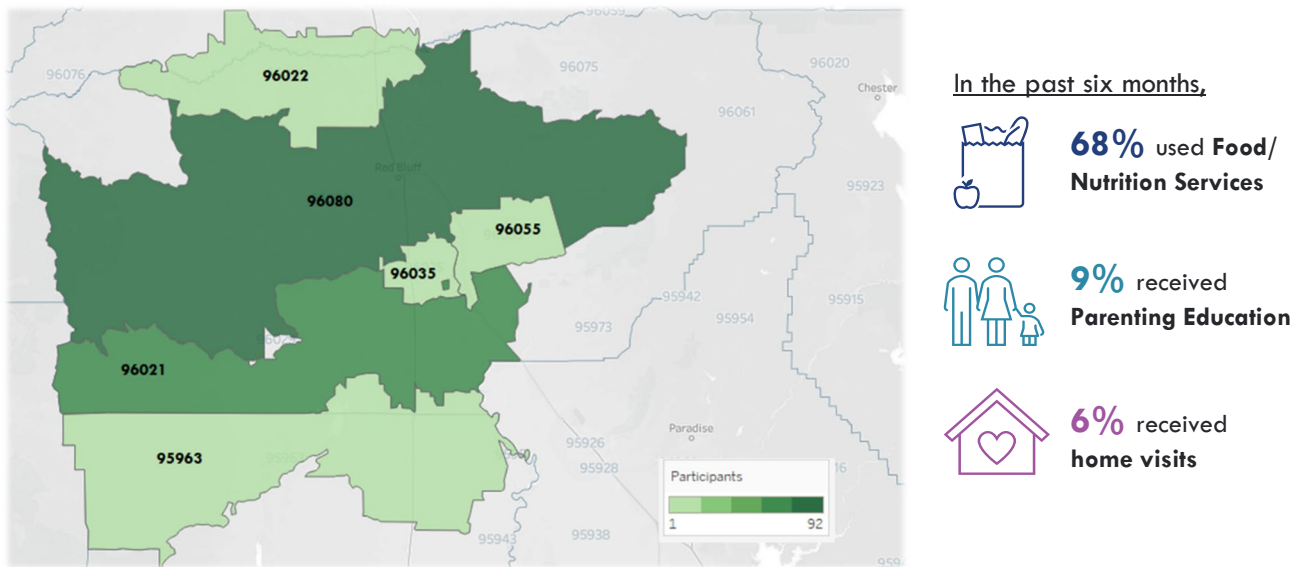 96059
96076
96022
96075
96020
Chester
96061
Red Bluff
95923
96080
96055
96035
95942
95915
95973
95954
96021
Paradise
95963
95926
95928
95943
95938
Participants
1
92
In the past six months,
68% used Food/
Nutrition Services
9% received
Parenting Education
6% received
home visits